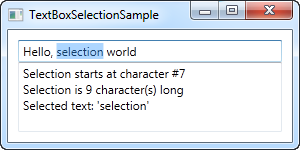 TextBoxSelectionSample
Hello, selection world
Selection starts at character #7
Selection is 9 character(s) long
Selected text: 'selection'